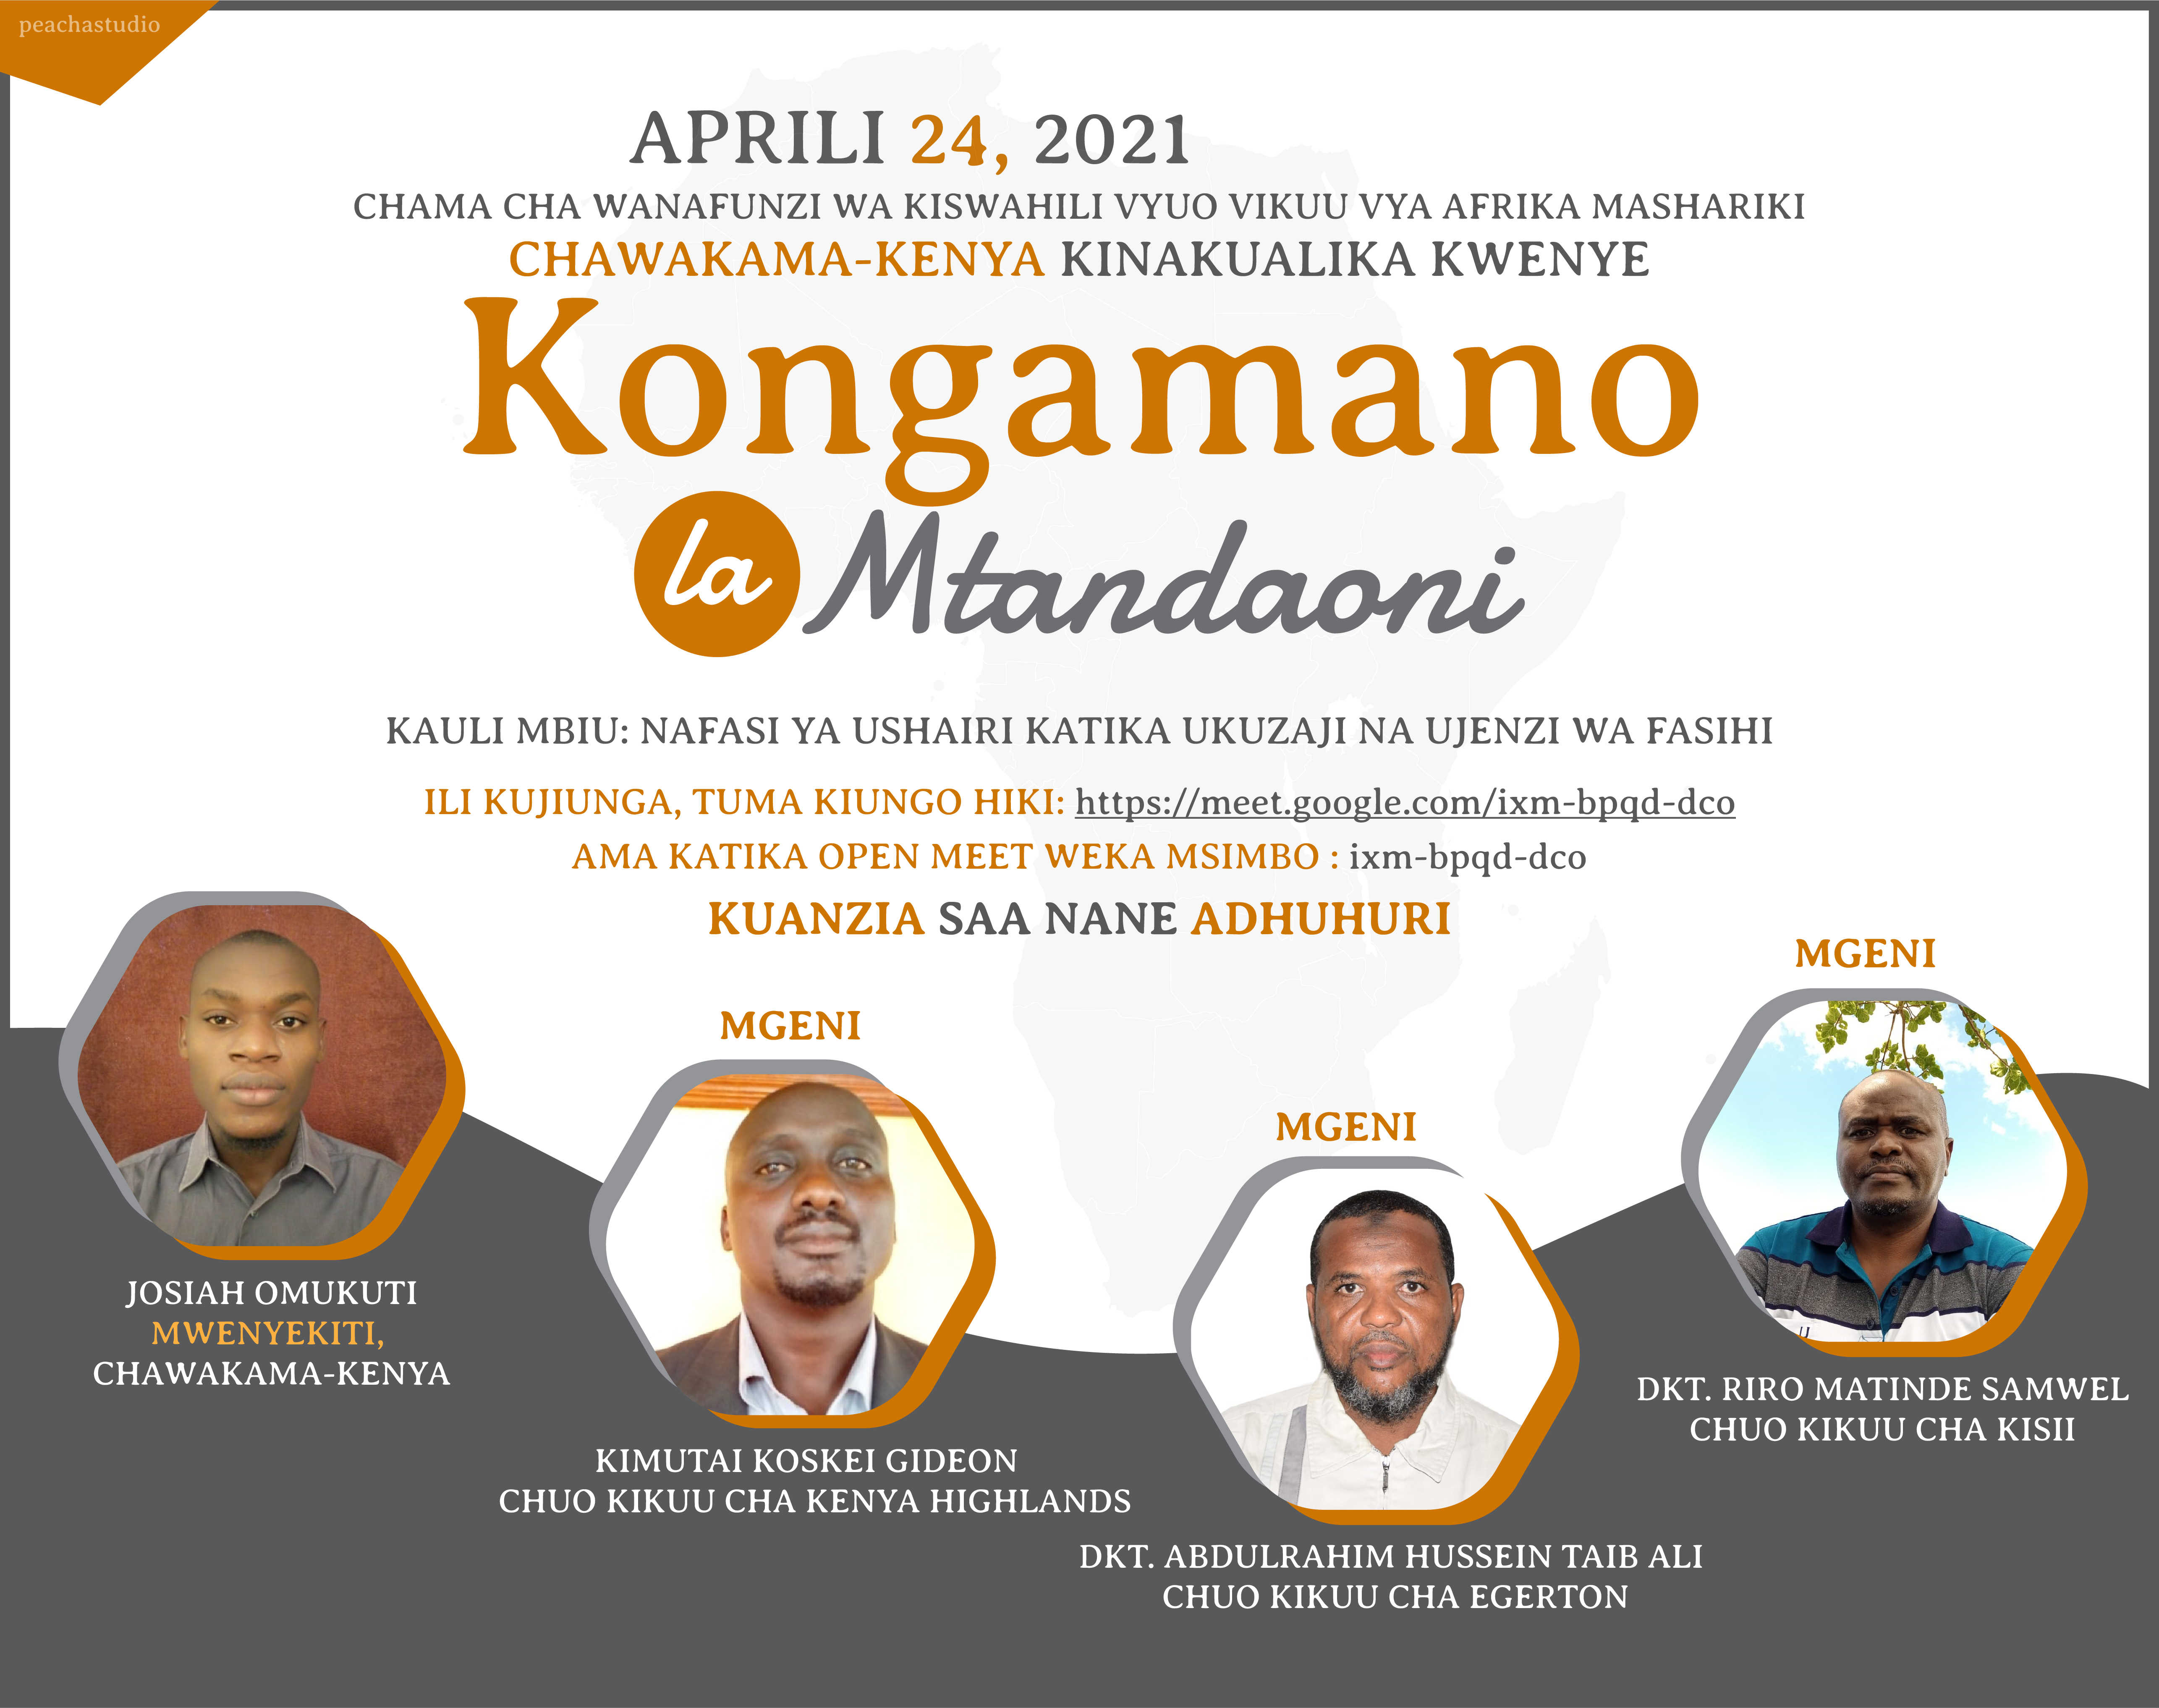 peachastudio
APRILI 24, 2021
CHAMA CHA WANAFUNZI WA KISWAHILI VYUO VIKUU VYA AFRIKA MASHARIKI
CHAWAKAMA-KENYA KINAKUALIKA KWENYE
Kongamano
la Mtandaoni
KAULI MBIU: NAFASI YA USHAIRI KATIKA UKUZAJI NA UJENZI WA FASIHI
ILI KUJIUNGA, TUMA KIUNGO HIKI: https://meet.google.com/ixm-bpqd-dco
AMA KATIKA OPEN MEET WEKA MSIMBO : ixm-bpqd-dco
KUANZIA SAA NANE ADHUHURI
JOSIAH OMUKUTI
MWENYEKITI,
CHAWAKAMA-KENYA
MGENI
KIMUTAI KOSKEI GIDEON
CHUO KIKUU CHA KENYA HIGHLANDS
MGENI
DKT. ABDULRAHIM HUSSEIN TAIB ALI
CHUO KIKUU CHA EGERTON
MGENI
DKT. RIRO MATINDE SAMWEL
CHUO KIKUU CHA KISII